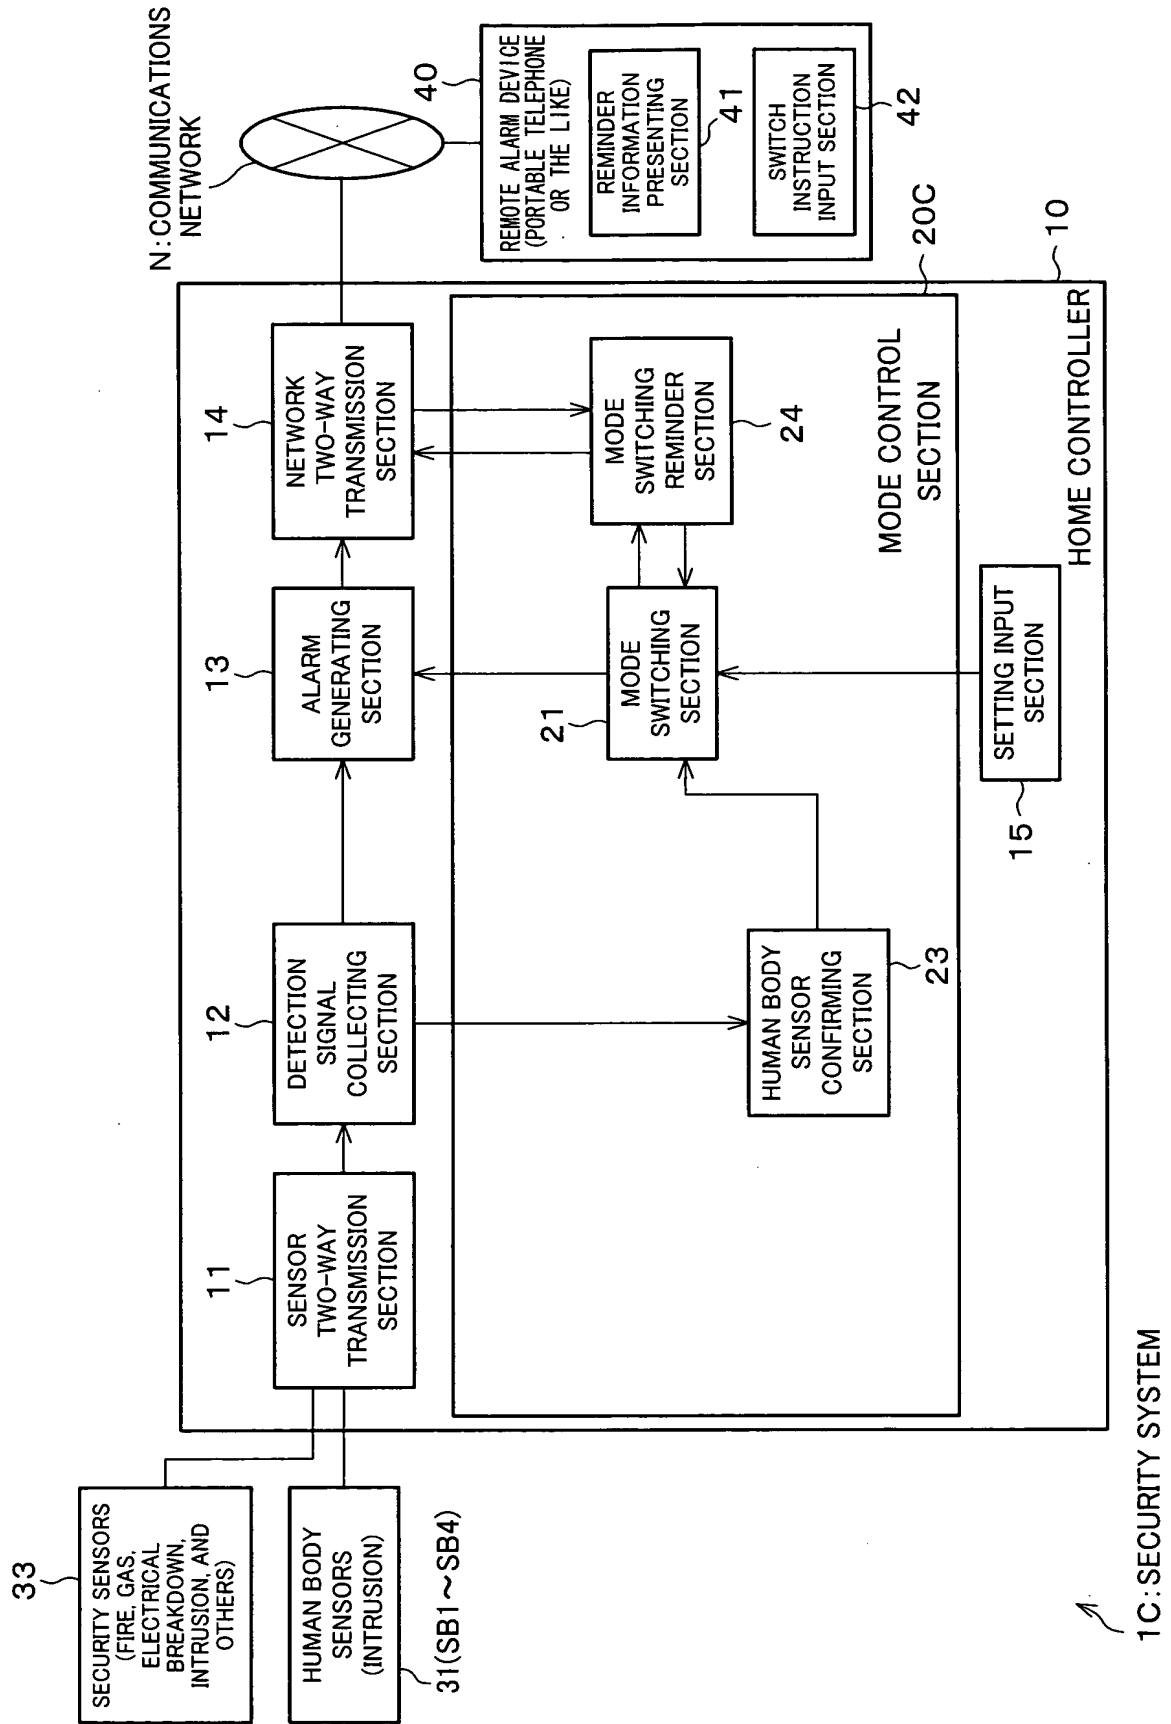 33
SECURITY SENSORS
(FIRE, GAS,
ELECTRICAL
BREAKDOWN,
INTRUSION, AND
OTHERS)
HUMAN BODY
SENSORS
(INTRUSION)
31(SB1～SB4)
11
SENSOR
TWO-WAY
TRANSMISSION
SECTION
12
DETECTION
SIGNAL
COLLECTING
SECTION
13
ALARM
GENERATING
SECTION
14
NETWORK
TWO-WAY
TRANSMISSION
SECTION
N:COMMUNICATIONS
NETWORK
40
REMOTE ALARM DEVICE
(PORTABLE TELEPHONE
OR THE LIKE)
REMINDER
INFORMATION
PRESENTING
SECTION
41
SWITCH
INSTRUCTION
INPUT SECTION
42
21
MODE
SWITCHING
SECTION
MODE
SWITCHING
REMINDER
SECTION
24
HUMAN BODY
SENSOR
CONFIRMING
SECTION
23
MODE CONTROL
SECTION
20C
15
SETTING INPUT
SECTION
HOME CONTROLLER
10
1C:SECURITY SYSTEM